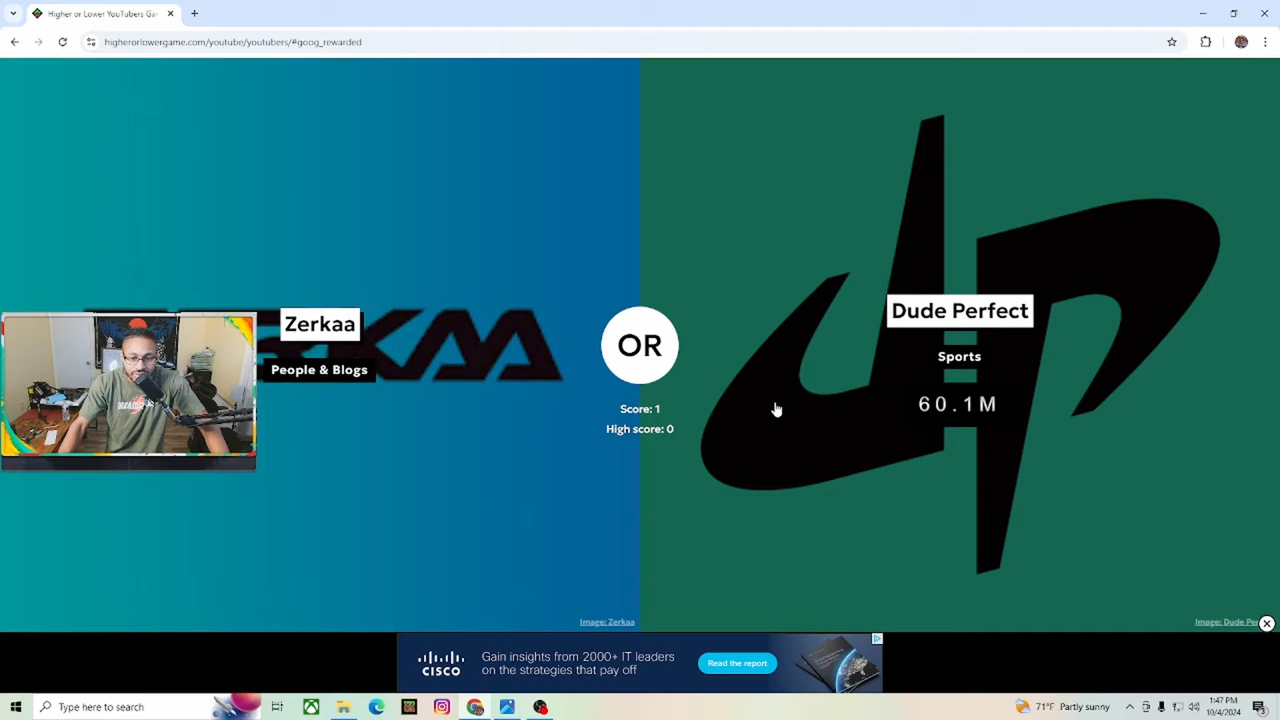 Higher or Lower YouTubers Ga
higherorlowergame.com/youtube/youtubers/#goog_rewarded
Zerkaa
People & Blogs
OR
Score: 1
High score: 0
Dude Perfect
Sports
60.1M
Image: Zerkaa
Image: Dude Per
CISCO
Gain insights from 2000+ IT leaders
on the strategies that pay off
Read the report
Type here to search
71°F Partly sunny
1:47 PM
10/4/2024